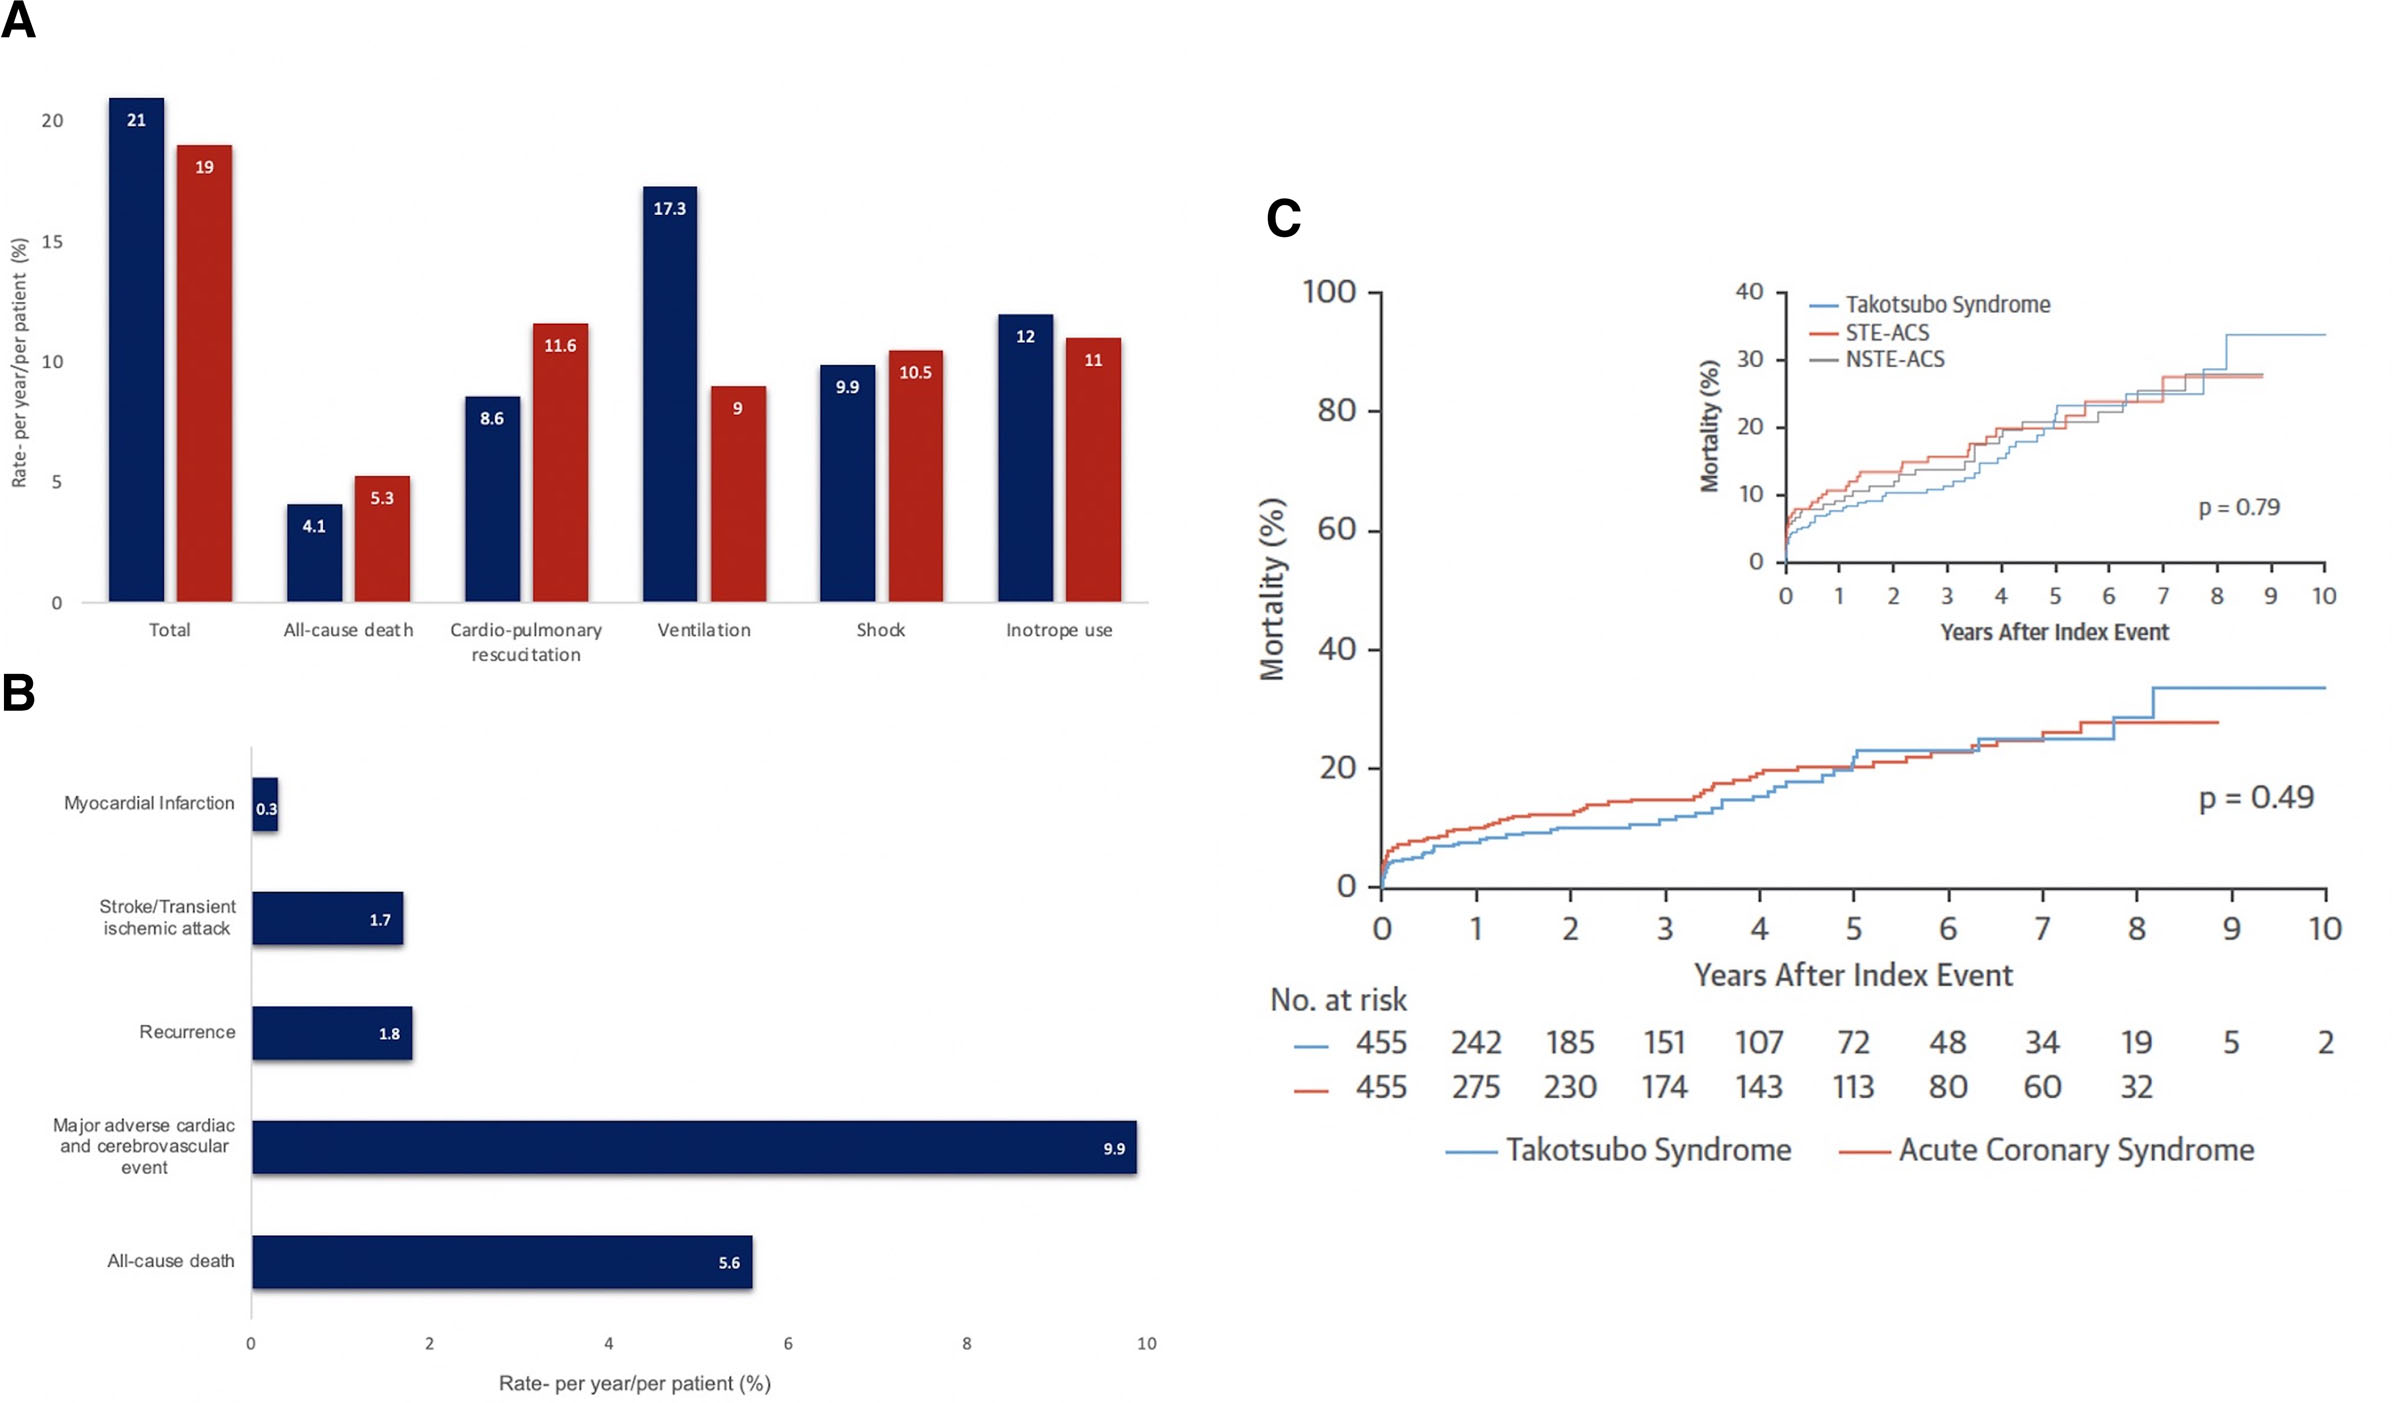 A
Rate- per year/per patient (%)
20
15
10
5
0
21
19
4.1
5.3
8.6
11.6
17.3
9
9.9
10.5
12
11
Total
All-cause death
Cardio-pulmonary
rescucitation
Ventilation
Shock
Inotrope use
B
Myocardial Infarction
0.3
Stroke/Transient
ischemic attack
1.7
Recurrence
1.8
Major adverse cardiac
and cerebrovascular
event
9.9
All-cause death
5.6
0 2 4 6 8 10
Rate- per year/per patient (%)
C
Mortality (%)
100
80
60
40
20
0
Mortality (%)
40
30
20
10
0
Takotsubo Syndrome
STE-ACS
NSTE-ACS
p = 0.79
0 1 2 3 4 5 6 7 8 9 10
Years After Index Event
p = 0.49
0 1 2 3 4 5 6 7 8 9 10
Years After Index Event
No. at risk
455 242 185 151 107 72 48 34 19 5 2
455 275 230 174 143 113 80 60 32
Takotsubo Syndrome Acute Coronary Syndrome